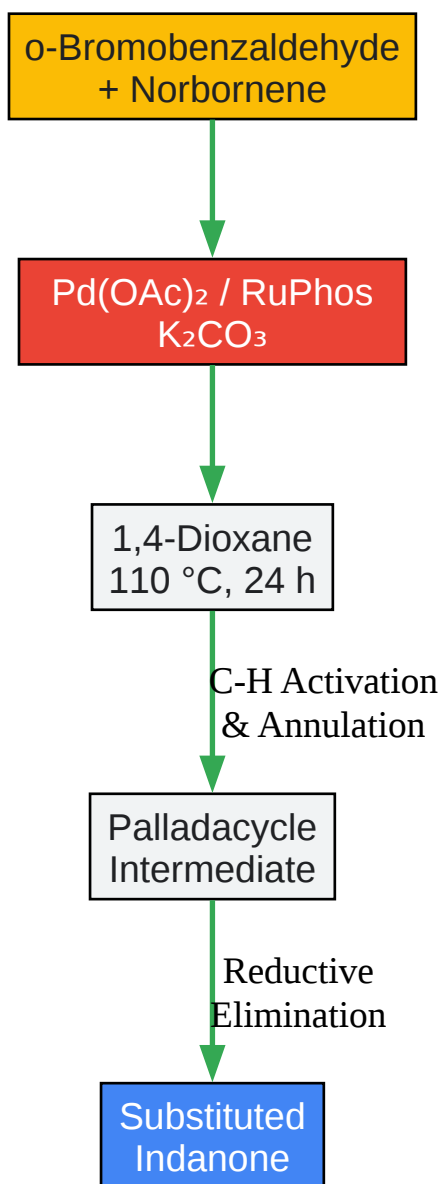 o-Bromobenzaldehyde
+ Norbornene
Pd(OAc)₂ / RuPhos
K₂CO₃
1,4-Dioxane
110 °C, 24 h
C-H Activation
& Annulation
Palladacycle
Intermediate
Reductive
Elimination
Substituted
Indanone